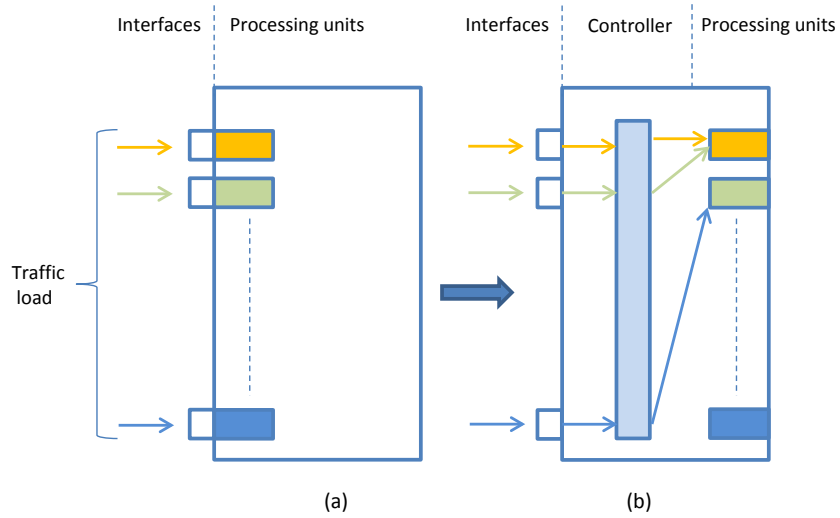 Interfaces
Processing units
Interfaces
Controller
Processing units
Traffic
load
(a)
(b)